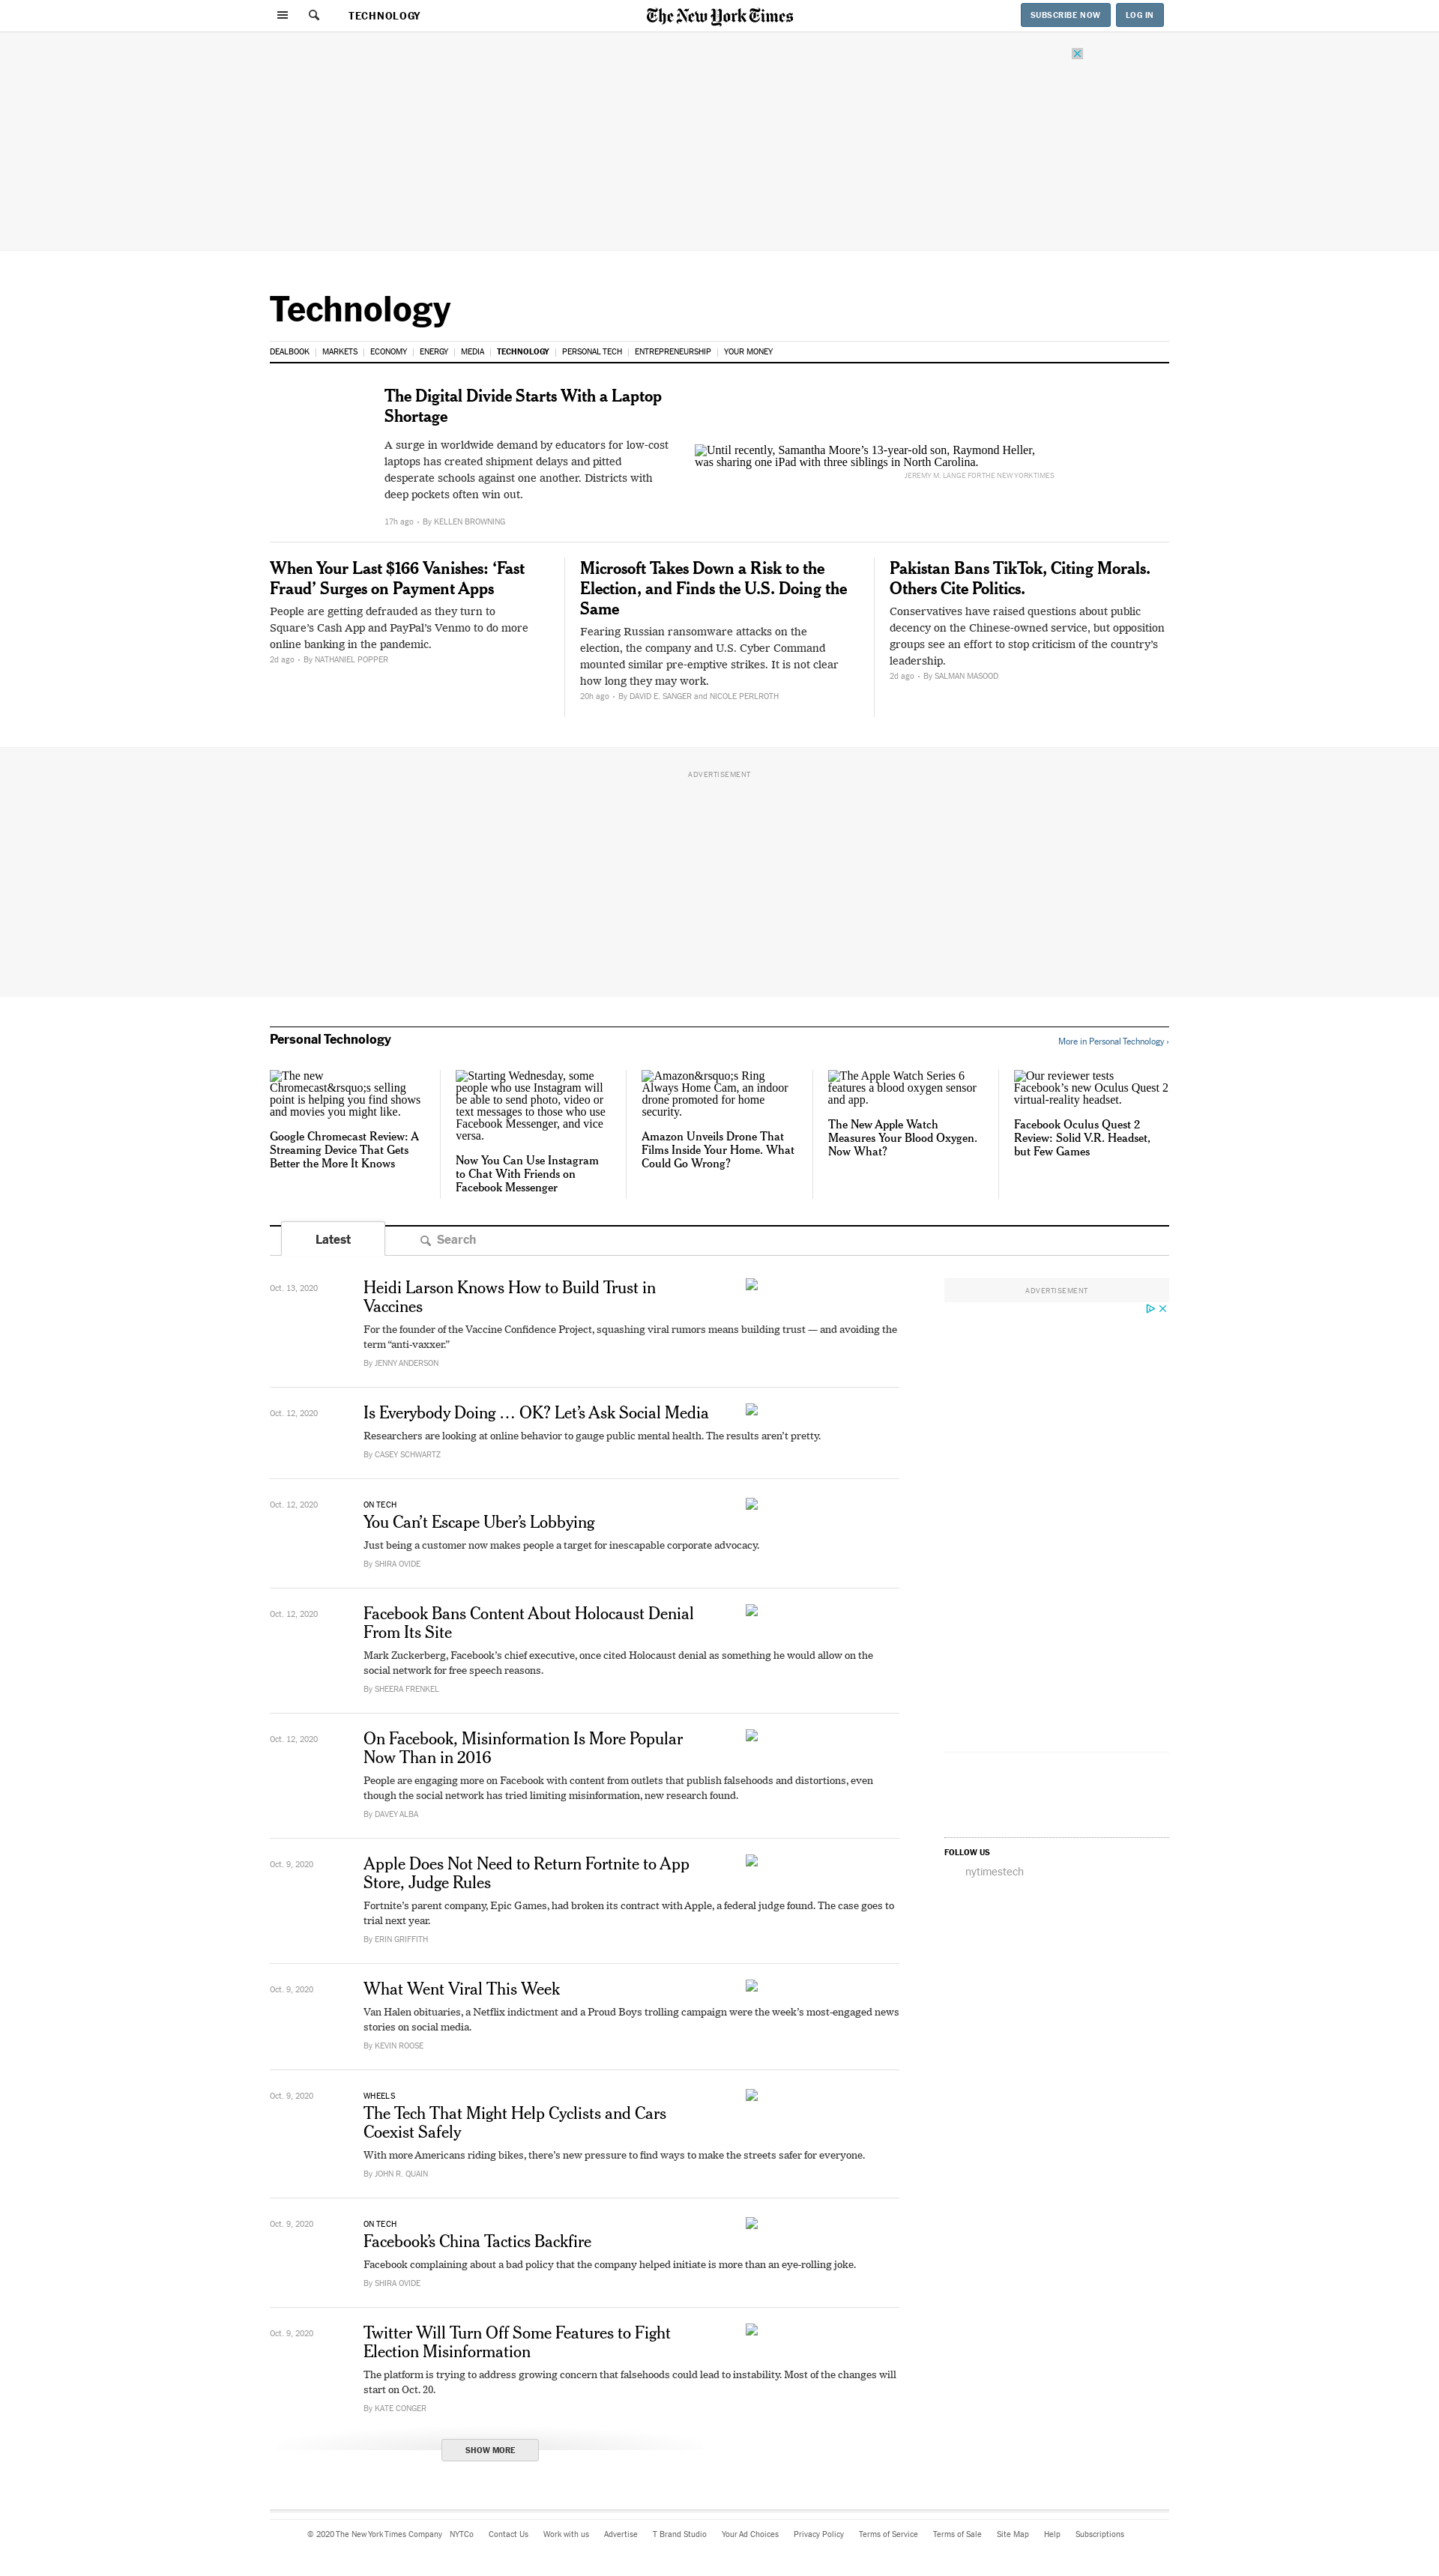 TECHNOLOGY
The New York Times
SUBSCRIBE NOW
LOG IN
Technology
DEALBOOK
MARKETS
ECONOMY
ENERGY
MEDIA
TECHNOLOGY
PERSONAL TECH
ENTREPRENEURSHIP
YOUR MONEY
The Digital Divide Starts With a Laptop
Shortage
A surge in worldwide demand by educators for low-cost
laptops has created shipment delays and pitted
desperate schools against one another. Districts with
deep pockets often win out.
17h ago • By KELLEN BROWNING
Until recently, Samantha Moore’s 13-year-old son, Raymond Heller,
was sharing one iPad with three siblings in North Carolina.
JEREMY M. LANGE FOR THE NEW YORK TIMES
When Your Last $166 Vanishes: ‘Fast
Fraud’ Surges on Payment Apps
People are getting defrauded as they turn to
Square’s Cash App and PayPal’s Venmo to do more
online banking in the pandemic.
2d ago • By NATHANIEL POPPER
Microsoft Takes Down a Risk to the
Election, and Finds the U.S. Doing the
Same
Fearing Russian ransomware attacks on the
election, the company and U.S. Cyber Command
mounted similar pre-emptive strikes. It is not clear
how long they may work.
20h ago • By DAVID E. SANGER and NICOLE PERLROTH
Pakistan Bans TikTok, Citing Morals.
Others Cite Politics.
Conservatives have raised questions about public
decency on the Chinese-owned service, but opposition
groups see an effort to stop criticism of the country’s
leadership.
2d ago • By SALMAN MASOOD
ADVERTISEMENT
Personal Technology
More in Personal Technology ›
The new
Chromecast&rsquo;s selling
point is helping you find shows
and movies you might like.
Google Chromecast Review: A
Streaming Device That Gets
Better the More It Knows
Starting Wednesday, some
people who use Instagram will
be able to send photo, video or
text messages to those who use
Facebook Messenger, and vice
versa.
Now You Can Use Instagram
to Chat With Friends on
Facebook Messenger
Amazon&rsquo;s Ring
Always Home Cam, an indoor
drone promoted for home
security.
Amazon Unveils Drone That
Films Inside Your Home. What
Could Go Wrong?
The Apple Watch Series 6
features a blood oxygen sensor
and app.
The New Apple Watch
Measures Your Blood Oxygen.
Now What?
Our reviewer tests
Facebook’s new Oculus Quest 2
virtual-reality headset.
Facebook Oculus Quest 2
Review: Solid V.R. Headset,
but Few Games
Latest
Search
Oct. 13, 2020
Heidi Larson Knows How to Build Trust in
Vaccines
For the founder of the Vaccine Confidence Project, squashing viral rumors means building trust — and avoiding the
term “anti-vaxxer.”
By JENNY ANDERSON
ADVERTISEMENT
Oct. 12, 2020
Is Everybody Doing … OK? Let’s Ask Social Media
Researchers are looking at online behavior to gauge public mental health. The results aren’t pretty.
By CASEY SCHWARTZ
Oct. 12, 2020
ON TECH
You Can’t Escape Uber’s Lobbying
Just being a customer now makes people a target for inescapable corporate advocacy.
By SHIRA OVIDE
Oct. 12, 2020
Facebook Bans Content About Holocaust Denial
From Its Site
Mark Zuckerberg, Facebook’s chief executive, once cited Holocaust denial as something he would allow on the
social network for free speech reasons.
By SHEERA FRENKEL
Oct. 12, 2020
On Facebook, Misinformation Is More Popular
Now Than in 2016
People are engaging more on Facebook with content from outlets that publish falsehoods and distortions, even
though the social network has tried limiting misinformation, new research found.
By DAVEY ALBA
FOLLOW US
nytimestech
Oct. 9, 2020
Apple Does Not Need to Return Fortnite to App
Store, Judge Rules
Fortnite’s parent company, Epic Games, had broken its contract with Apple, a federal judge found. The case goes to
trial next year.
By ERIN GRIFFITH
Oct. 9, 2020
What Went Viral This Week
Van Halen obituaries, a Netflix indictment and a Proud Boys trolling campaign were the week’s most-engaged news
stories on social media.
By KEVIN ROOSE
Oct. 9, 2020
WHEELS
The Tech That Might Help Cyclists and Cars
Coexist Safely
With more Americans riding bikes, there’s new pressure to find ways to make the streets safer for everyone.
By JOHN R. QUAIN
Oct. 9, 2020
ON TECH
Facebook’s China Tactics Backfire
Facebook complaining about a bad policy that the company helped initiate is more than an eye-rolling joke.
By SHIRA OVIDE
Oct. 9, 2020
Twitter Will Turn Off Some Features to Fight
Election Misinformation
The platform is trying to address growing concern that falsehoods could lead to instability. Most of the changes will
start on Oct. 20.
By KATE CONGER
SHOW MORE
© 2020 The New York Times Company NYTCo Contact Us Work with us Advertise T Brand Studio Your Ad Choices Privacy Policy Terms of Service Terms of Sale Site Map Help Subscriptions